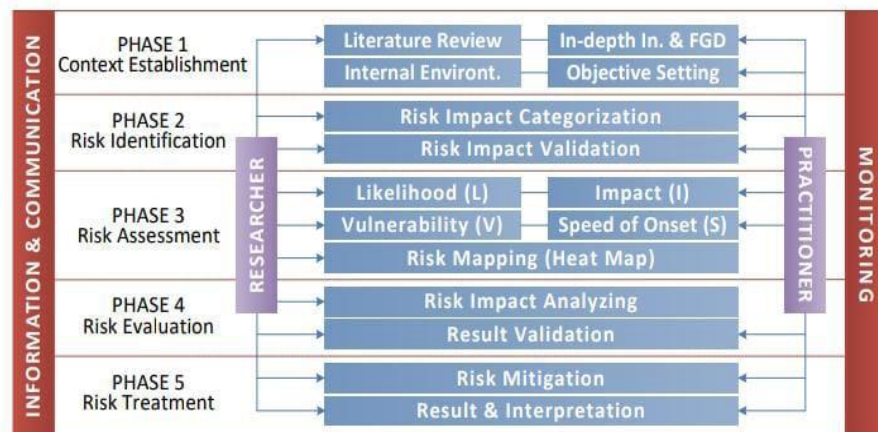 INFORMATION & COMMUNICATION
PHASE 1
Context Establishment
Literature Review
In-depth In. & FGD
Internal Environt.
Objective Setting
PHASE 2
Risk Identification
Risk Impact Categorization
Risk Impact Validation
RESEARCHER
PRACTITIONER
MONITORING
PHASE 3
Risk Assessment
Likelihood (L)
Impact (I)
Vulnerability (V)
Speed of Onset (S)
Risk Mapping (Heat Map)
PHASE 4
Risk Evaluation
Risk Impact Analyzing
Result Validation
PHASE 5
Risk Treatment
Risk Mitigation
Result & Interpretation